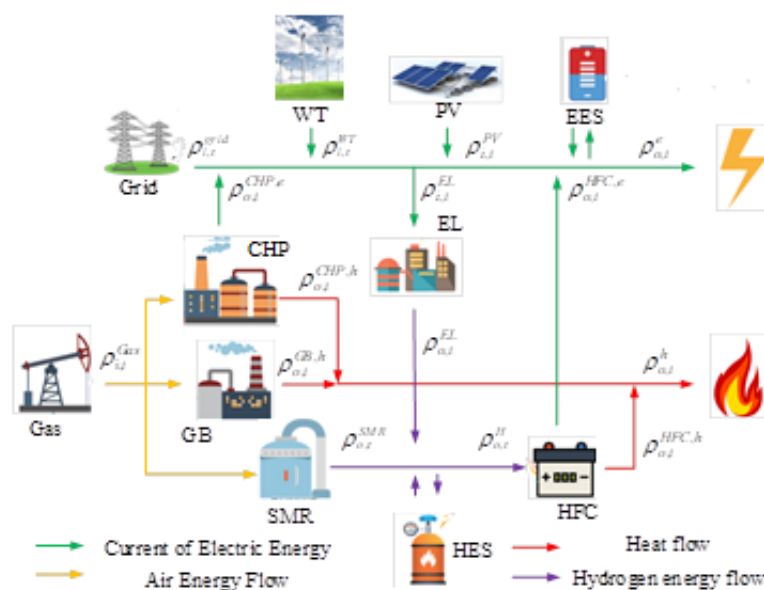 WT
PV
EES
Grid
ρ_{i,t}^{grid}
ρ_{i,t}^{WT}
ρ_{i,t}^{PV}
ρ_{o,t}^{e}
ρ_{o,t}^{CHP,e}
ρ_{i,t}^{EL}
ρ_{o,t}^{HFC,e}
EL
CHP
ρ_{o,t}^{CHP,h}
ρ_{o,t}^{EL}
ρ_{i,t}^{Gas}
ρ_{o,t}^{GB,h}
ρ_{o,t}^{h}
Gas
GB
ρ_{o,t}^{SMR}
ρ_{o,t}^{H}
ρ_{o,t}^{HFC,h}
SMR
HFC
HES
Current of Electric Energy
Heat flow
Air Energy Flow
Hydrogen energy flow